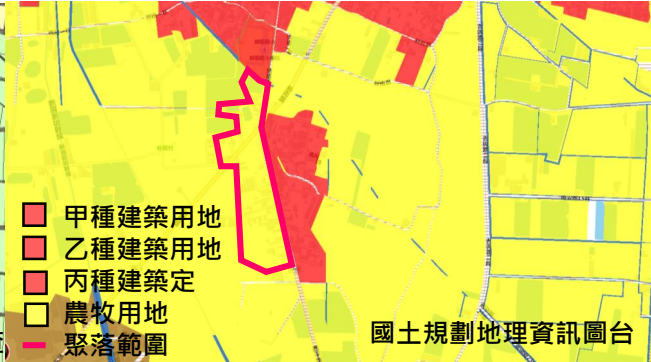 甲種建築用地
乙種建築用地
丙種建築定
農牧用地
聚落範圍
國土規劃地理資訊圖台